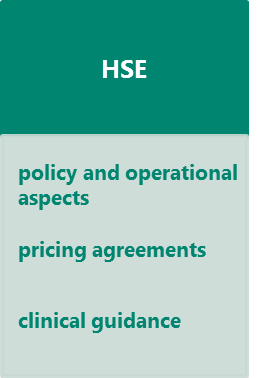 HSE
policy and operational
aspects
pricing agreements
clinical guidance